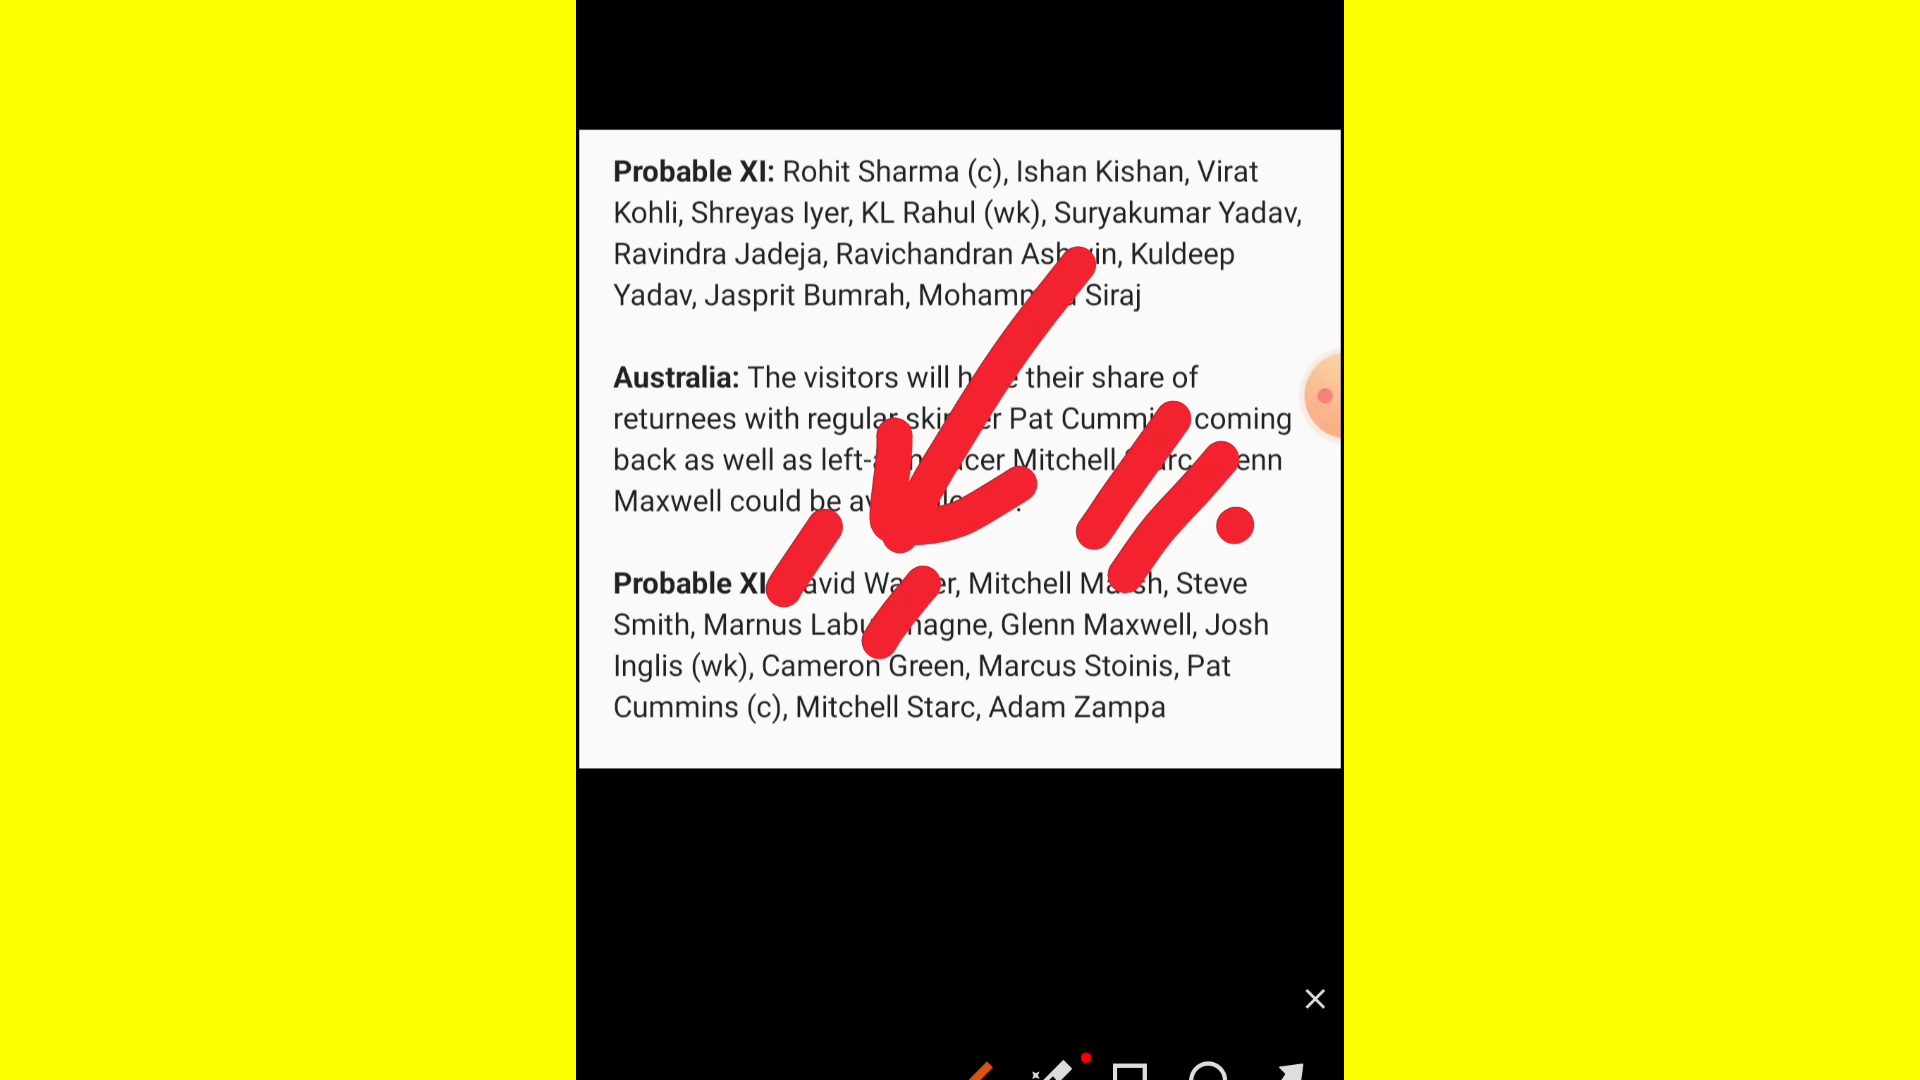 Probable XI: Rohit Sharma (c), Ishan Kishan, Virat
Kohli, Shreyas Iyer, KL Rahul (wk), Suryakumar Yadav,
Ravindra Jadeja, Ravichandran Kuldeep
Yadav, Jasprit Bumrah, Siraj
Australia: The visitors will their share of
returnees with regular Pat coming
back as well as Mitchell
Maxwell could be
Probable XI Mitchell Marsh, Steve
Smith, Marnus Glenn Maxwell, Josh
Inglis (wk), Cameron Green, Marcus Stoinis, Pat
Cummins (c), Mitchell Starc, Adam Zampa